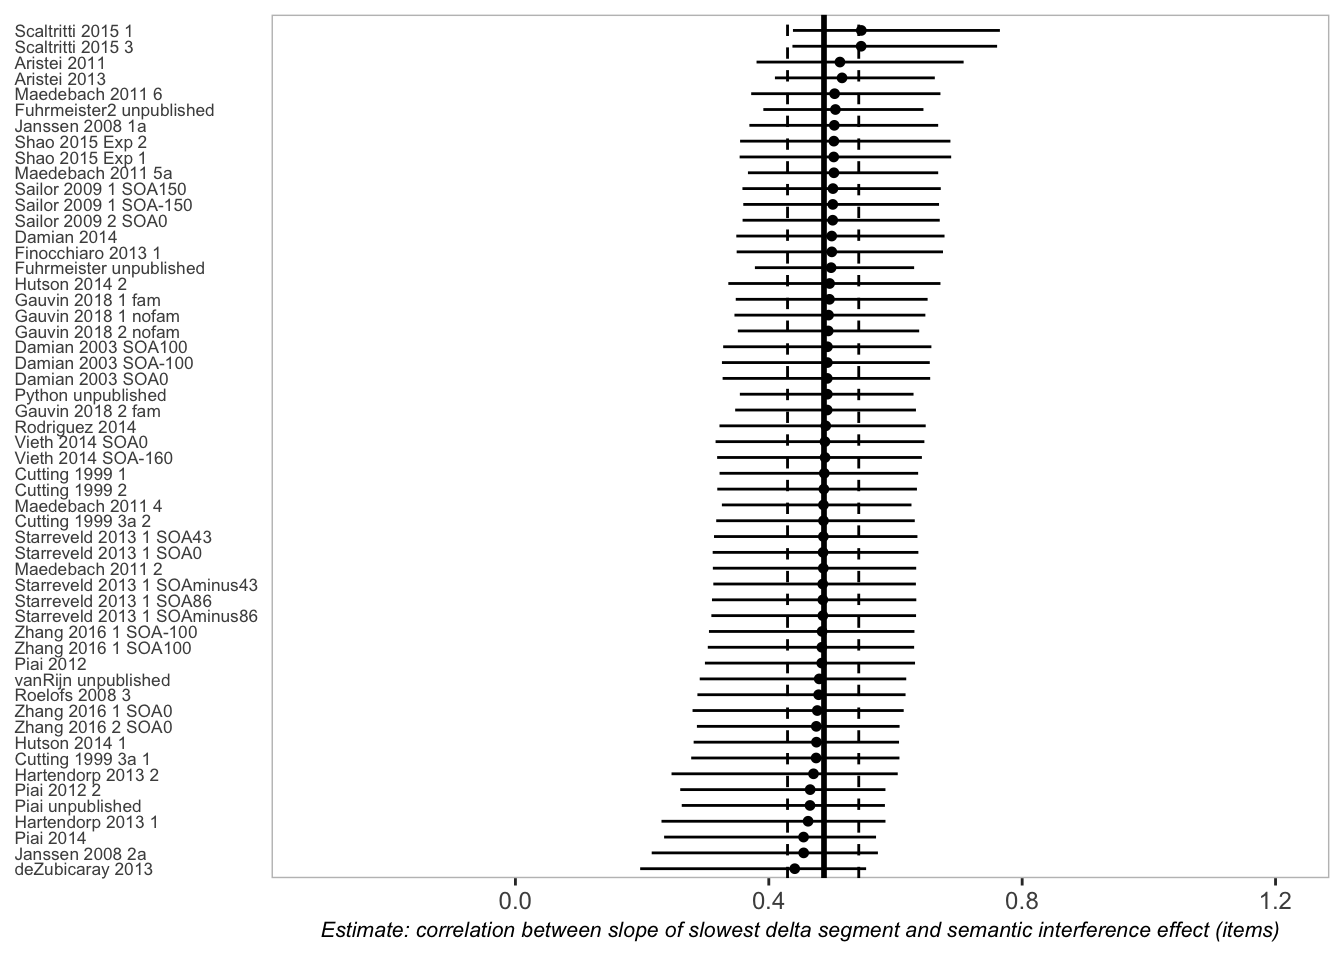 Scaltritti 2015 1
Scaltritti 2015 3
Aristei 2011
Aristei 2013
Maedebach 2011 6
Fuhrmeister2 unpublished
Janssen 2008 1a
Shao 2015 Exp 2
Shao 2015 Exp 1
Maedebach 2011 5a
Sailor 2009 1 SOA150
Sailor 2009 1 SOA-150
Sailor 2009 2 SOA0
Damian 2014
Finocchiaro 2013 1
Fuhrmeister unpublished
Hutson 2014 2
Gauvin 2018 1 fam
Gauvin 2018 1 nofam
Gauvin 2018 2 nofam
Damian 2003 SOA100
Damian 2003 SOA-100
Damian 2003 SOA0
Python unpublished
Gauvin 2018 2 fam
Rodriguez 2014
Vieth 2014 SOA0
Vieth 2014 SOA-160
Cutting 1999 1
Cutting 1999 2
Maedebach 2011 4
Cutting 1999 3a 2
Starreveld 2013 1 SOA43
Starreveld 2013 1 SOA0
Maedebach 2011 2
Starreveld 2013 1 SOAminus43
Starreveld 2013 1 SOA86
Starreveld 2013 1 SOAminus86
Zhang 2016 1 SOA-100
Zhang 2016 1 SOA100
Piai 2012
vanRijn unpublished
Roelofs 2008 3
Zhang 2016 1 SOA0
Zhang 2016 2 SOA0
Hutson 2014 1
Cutting 1999 3a 1
Hartendorp 2013 2
Piai 2012 2
Piai unpublished
Hartendorp 2013 1
Piai 2014
Janssen 2008 2a
deZubicaray 2013
0.0 0.4 0.8 1.2
Estimate: correlation between slope of slowest delta segment and semantic interference effect (items)